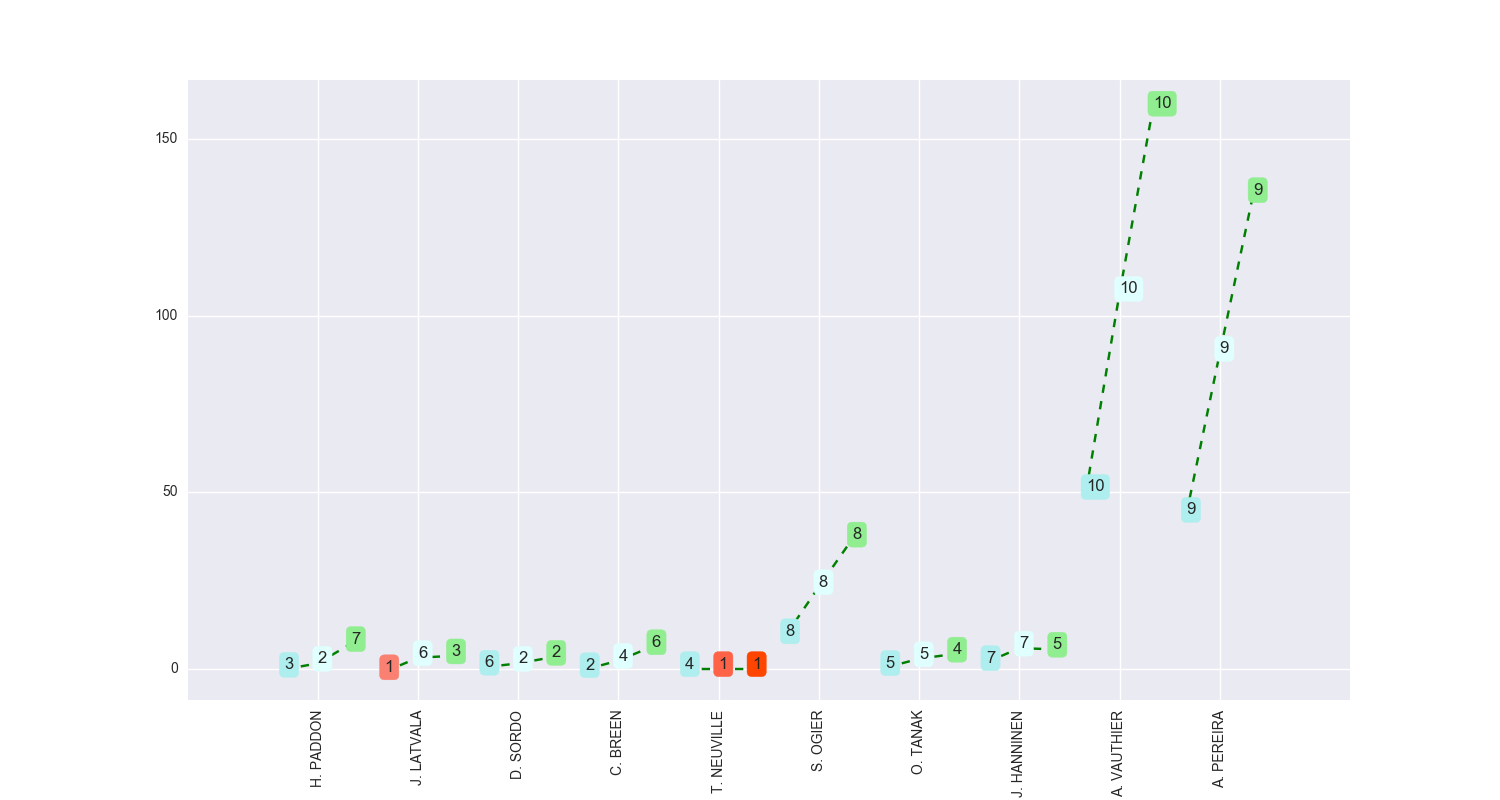 150
100
50
0
3 2 7
1 6 3
6 2 2
2 4 6
4 1 1
8 8 8
5 5 4
7 7 5
10 10 10
9 9 9
H. PADDON
J. LATVALA
D. SORDO
C. BREEN
T. NEUVILLE
S. OGIER
O. TANAK
J. HANNINEN
A. VAUTHIER
A. PEREIRA